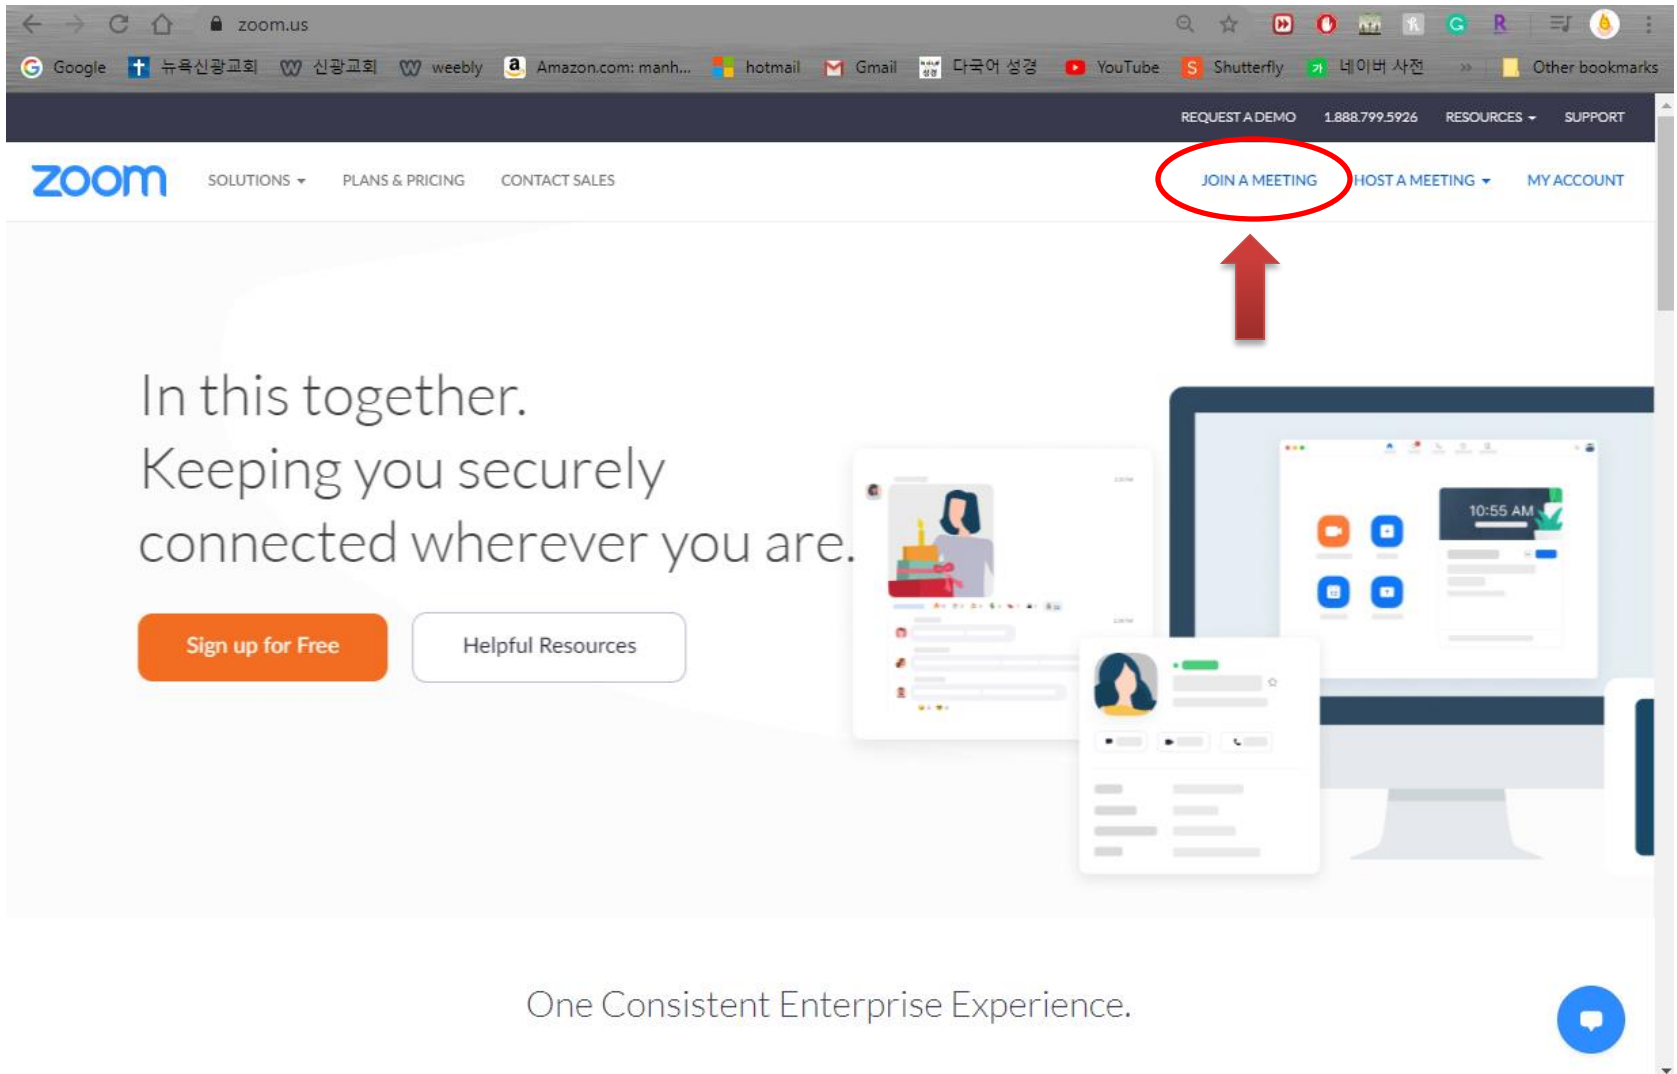 zoom.us
Google 뉴욕신광교회 신광교회 weebly Amazon.com: manh... hotmail Gmail 다국어 성경 YouTube Shutterfly 네이버 사전 » Other bookmarks
REQUEST A DEMO 1.888.799.5926 RESOURCES SUPPORT
zoom SOLUTIONS PLANS & PRICING CONTACT SALES JOIN A MEETING HOST A MEETING MY ACCOUNT
In this together.
Keeping you securely
connected wherever you are.
10:55 AM
Sign up for Free Helpful Resources
One Consistent Enterprise Experience.